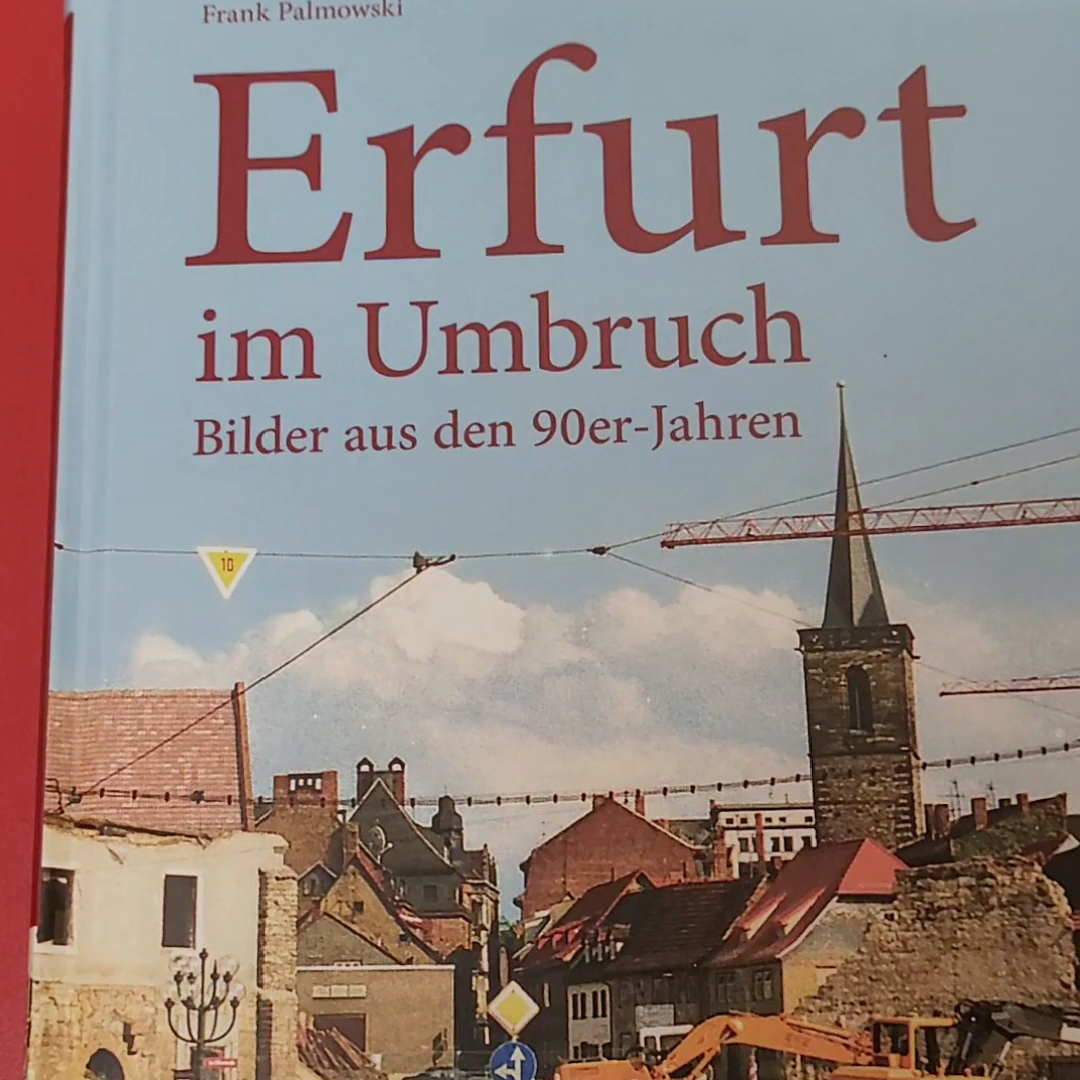 Frank Palmowski
Erfurt
im Umbruch
Bilder aus den 90er-Jahren
10